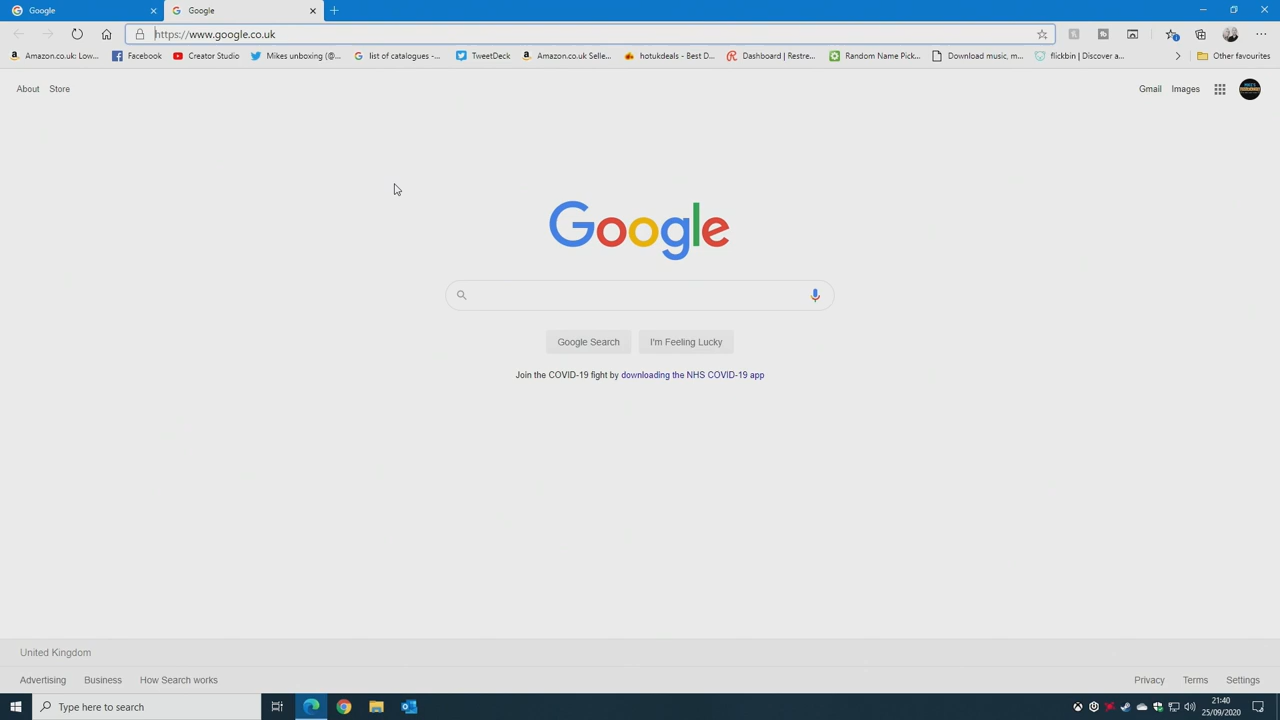 Google
Google
https://www.google.co.uk
Amazon.co.uk: Low...
Facebook
Creator Studio
Mikes unboxing (@...
list of catalogues -...
TweetDeck
Amazon.co.uk Selle...
hotukdeals - Best D...
Dashboard | Restre...
Random Name Pick...
Download music, m...
flickbin | Discover a...
Other favourites
About
Store
Gmail
Images
Google
Google Search
I'm Feeling Lucky
Join the COVID-19 fight by downloading the NHS COVID-19 app
United Kingdom
Advertising
Business
How Search works
Privacy
Terms
Settings
Type here to search
21:40
25/09/2020